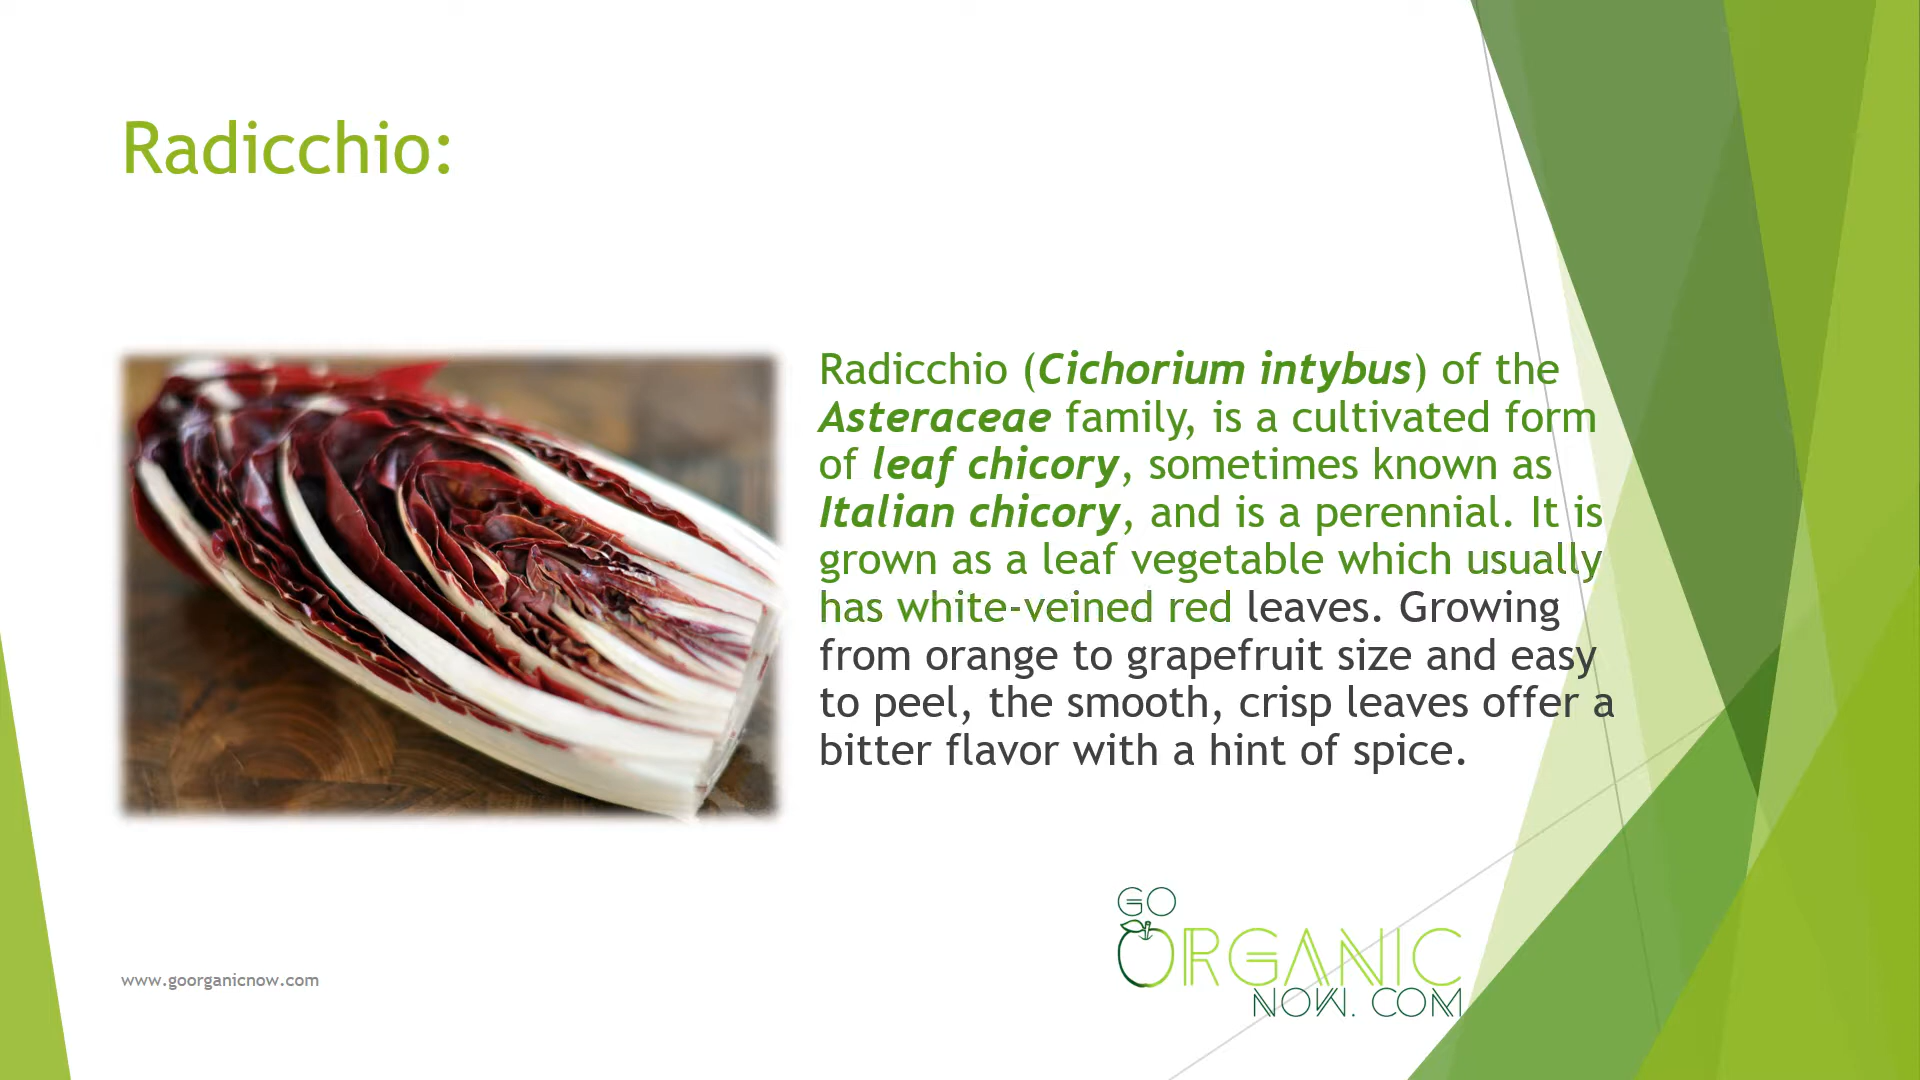 Radicchio:
Radicchio (Cichorium intybus) of the
Asteraceae family, is a cultivated form
of leaf chicory, sometimes known as
Italian chicory, and is a perennial. It is
grown as a leaf vegetable which usually
has white-veined red leaves. Growing
from orange to grapefruit size and easy
to peel, the smooth, crisp leaves offer a
bitter flavor with a hint of spice.
GO
ORGANIC
NOW. COM
www.goorganicnow.com